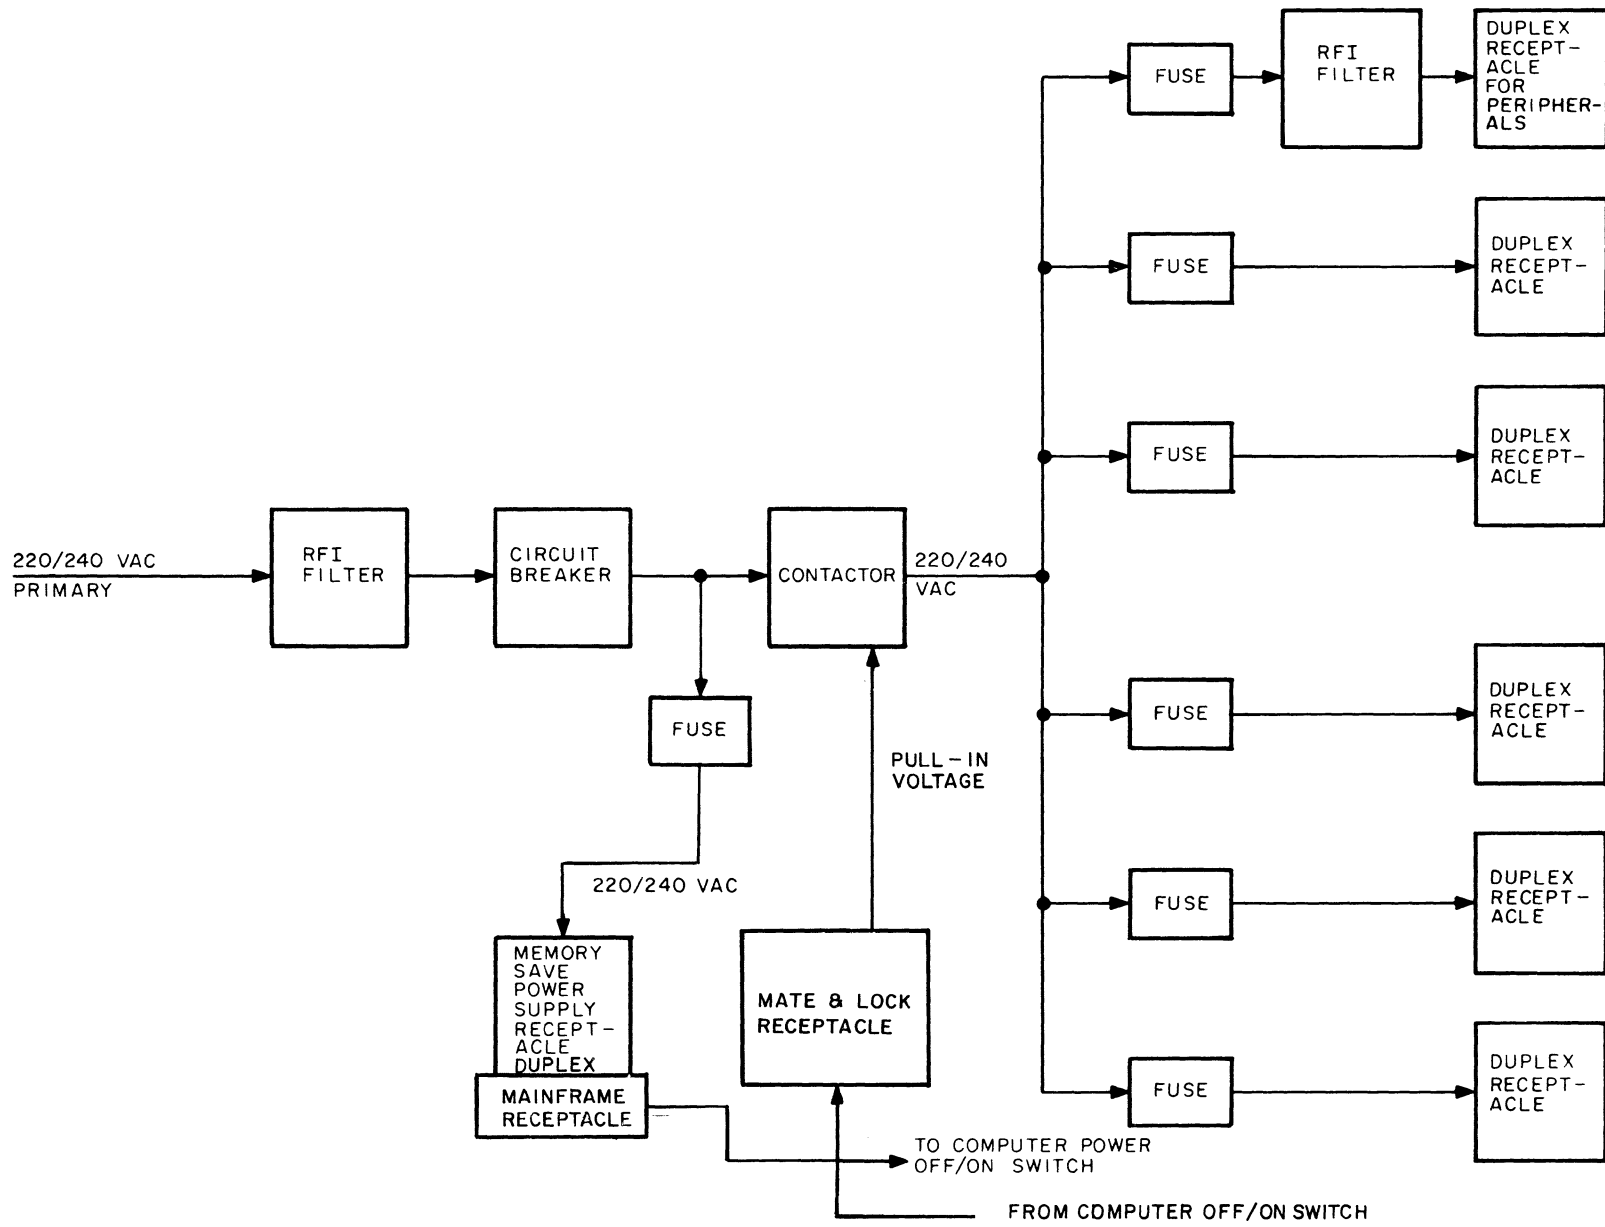 DUPLEX
RECEPT-
ACLE
FOR
PERIPHER-
ALS
FUSE
RFI
FILTER
FUSE
DUPLEX
RECEPT-
ACLE
FUSE
DUPLEX
RECEPT-
ACLE
220/240 VAC
PRIMARY
RFI
FILTER
CIRCUIT
BREAKER
CONTACTOR
220/240
VAC
FUSE
PULL-IN
VOLTAGE
FUSE
DUPLEX
RECEPT-
ACLE
220/240 VAC
FUSE
DUPLEX
RECEPT-
ACLE
MEMORY
SAVE
POWER
SUPPLY
RECEPT-
ACLE
DUPLEX
MAINFRAME
RECEPTACLE
MATE & LOCK
RECEPTACLE
FUSE
DUPLEX
RECEPT-
ACLE
TO COMPUTER POWER
OFF/ON SWITCH
FROM COMPUTER OFF/ON SWITCH